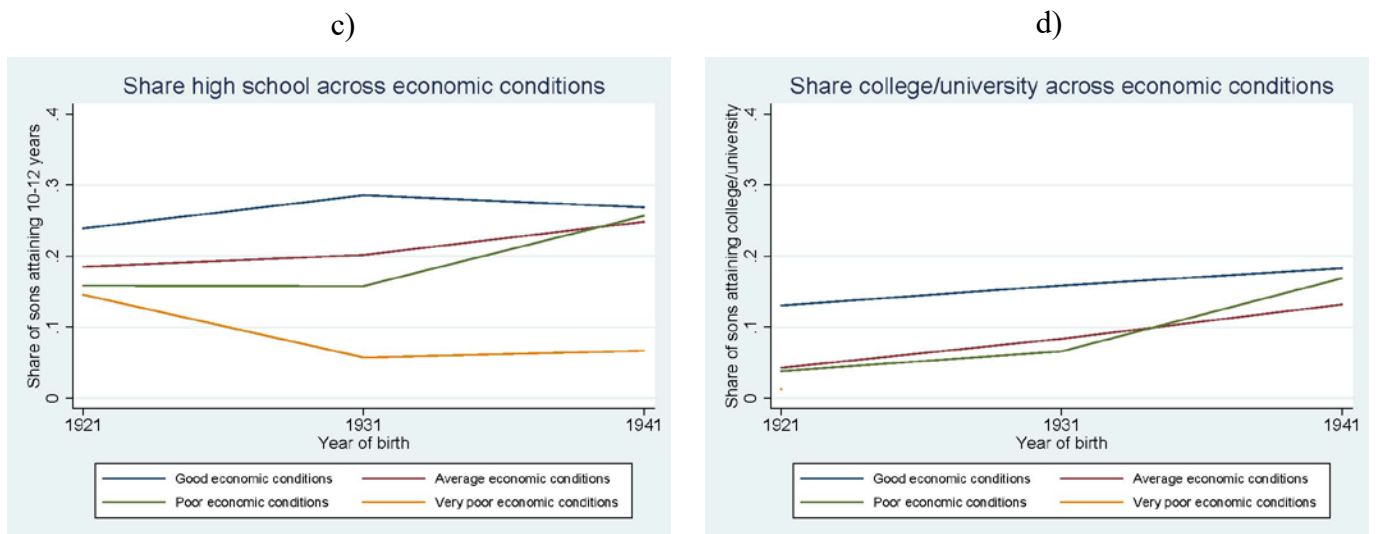 c)
Share high school across economic conditions
Share of sons attaining 10-12 years
.4
.3
.2
.1
0
1921
1931
1941
Year of birth
Good economic conditions
Average economic conditions
Poor economic conditions
Very poor economic conditions
d)
Share college/university across economic conditions
Share of sons attaining college/university
.4
.3
.2
.1
0
1921
1931
1941
Year of birth
Good economic conditions
Average economic conditions
Poor economic conditions
Very poor economic conditions